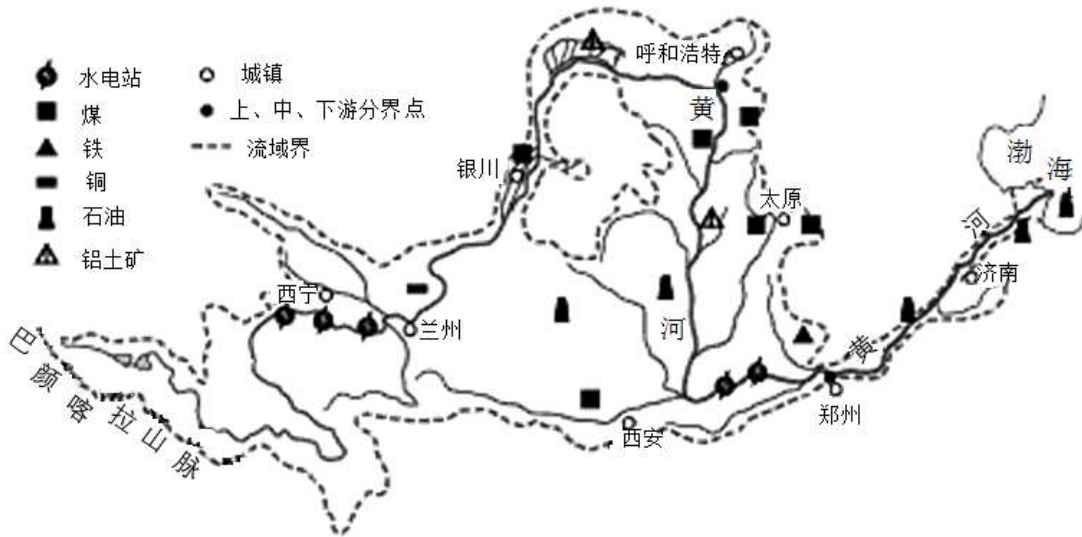 水电站
城镇
煤
上、中、下游分界点
铁
流域界
铜
石油
铝土矿
呼和浩特
黄
银川
太原
渤
海
西宁
兰州
河
河
济南
黄
郑州
西安
巴颜喀拉山脉